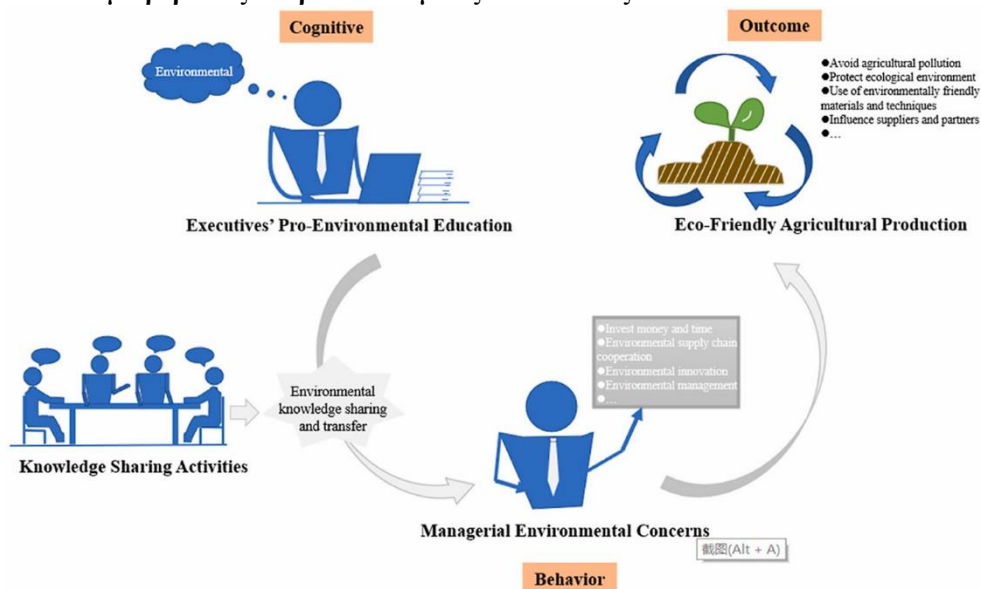 Cognitive
Outcome
Environmental
●Avoid agricultural pollution
●Protect ecological environment
●Use of environmentally friendly
materials and techniques
●Influence suppliers and partners
●…
Executives’ Pro-Environmental Education
Eco-Friendly Agricultural Production
●Invest money and time
●Environmental supply chain
cooperation
●Environmental innovation
●Environmental management
●…
Environmental
knowledge sharing
and transfer
Knowledge Sharing Activities
Managerial Environmental Concerns
截图(Alt + A)
Behavior